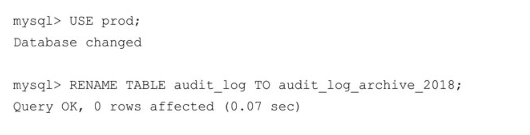 mysql> USE prod;
Database changed
mysql> RENAME TABLE audit_log TO audit_log_archive_2018;
Query OK, 0 rows affected (0.07 sec)